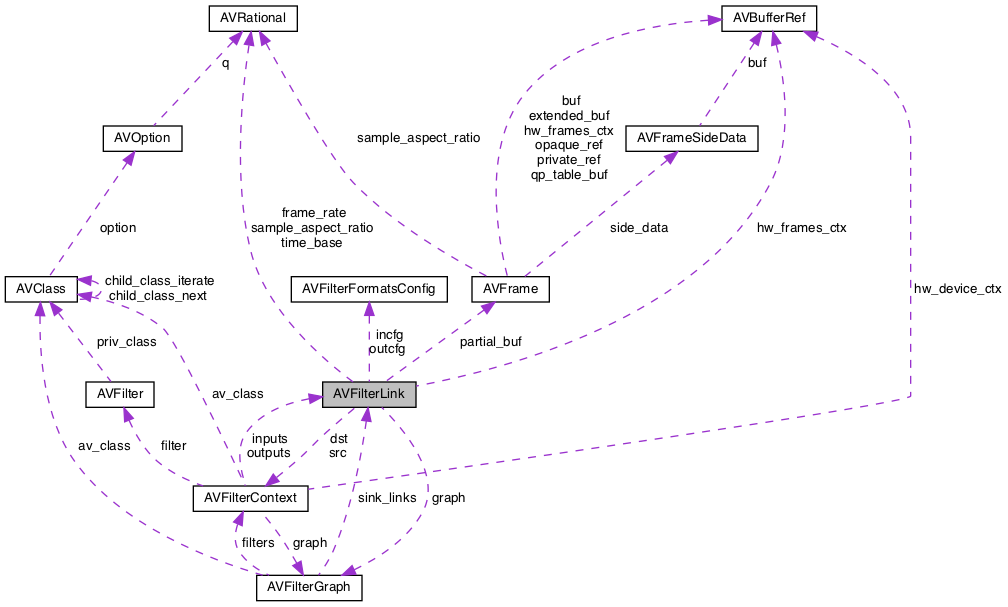 AVRational
AVBufferRef
q
buf
buf
extended_buf
hw_frames_ctx
opaque_ref
private_ref
qp_table_buf
AVOption
sample_aspect_ratio
AVFrameSideData
frame_rate
sample_aspect_ratio
time_base
option
side_data
hw_frames_ctx
AVClass
child_class_iterate
child_class_next
AVFilterFormatsConfig
AVFrame
hw_device_ctx
priv_class
incfg
outcfg
partial_buf
AVFilter
av_class
AVFilterLink
av_class
filter
inputs
outputs
dst
src
AVFilterContext
sink_links
graph
filters
graph
AVFilterGraph